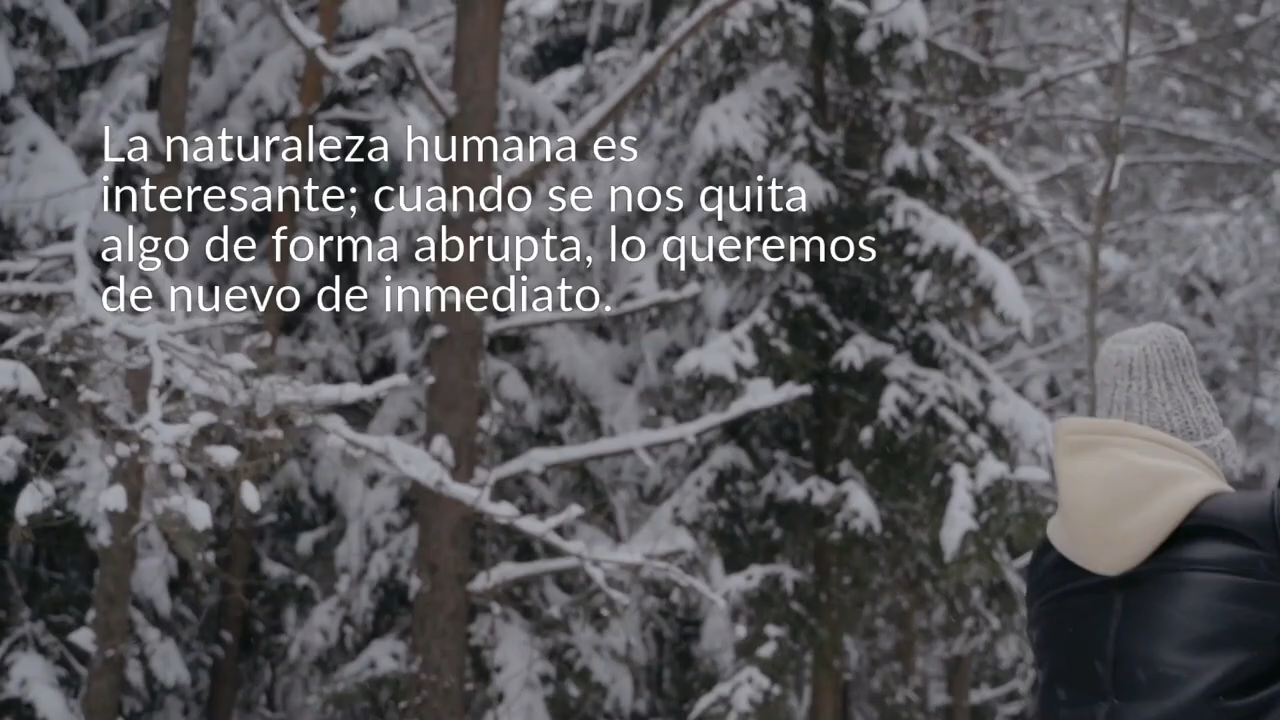 La naturaleza humana es
interesante; cuando se nos quita
algo de forma abrupta, lo queremos
de nuevo de inmediato.